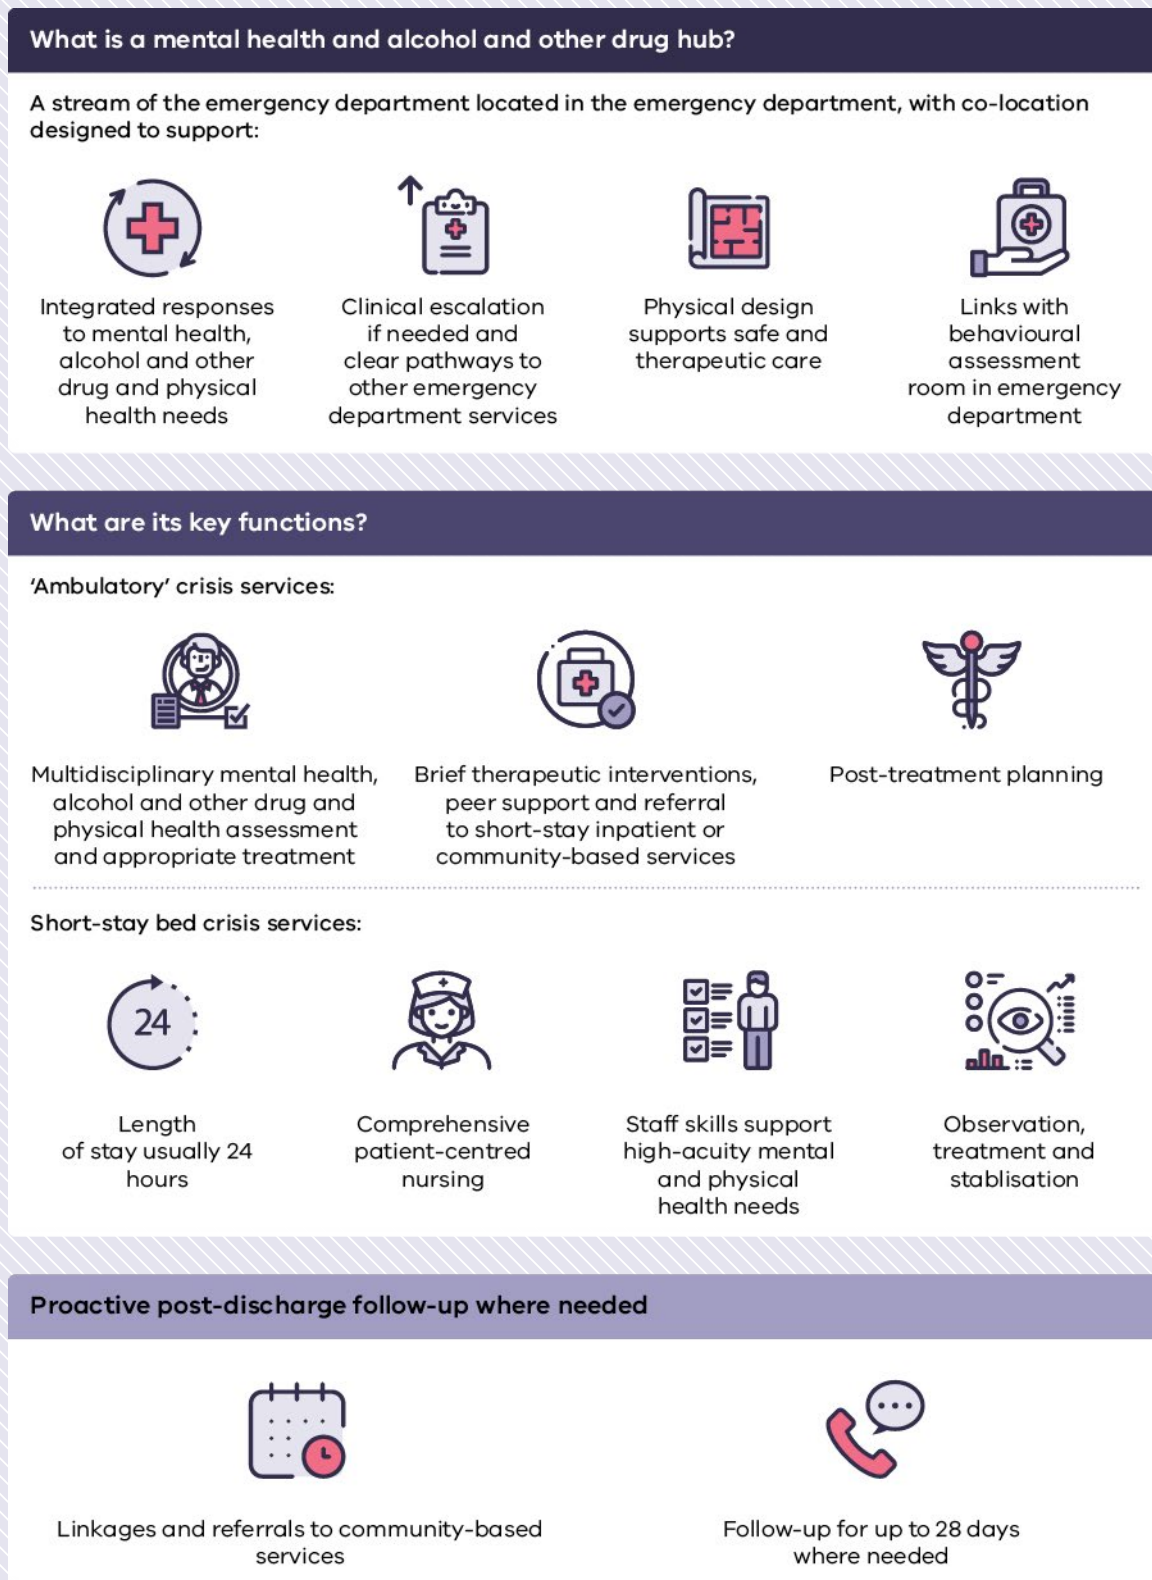 What is a mental health and alcohol and other drug hub?
A stream of the emergency department located in the emergency department, with co-location
designed to support:
Integrated responses
to mental health,
alcohol and other
drug and physical
health needs
Clinical escalation
if needed and
clear pathways to
other emergency
department services
Physical design
supports safe and
therapeutic care
Links with
behavioural
assessment
room in emergency
department
What are its key functions?
‘Ambulatory’ crisis services:
Multidisciplinary mental health,
alcohol and other drug and
physical health assessment
and appropriate treatment
Brief therapeutic interventions,
peer support and referral
to short-stay inpatient or
community-based services
Post-treatment planning
Short-stay bed crisis services:
24
Length
of stay usually 24
hours
Comprehensive
patient-centred
nursing
Staff skills support
high-acuity mental
and physical
health needs
Observation,
treatment and
stablisation
Proactive post-discharge follow-up where needed
Linkages and referrals to community-based
services
Follow-up for up to 28 days
where needed